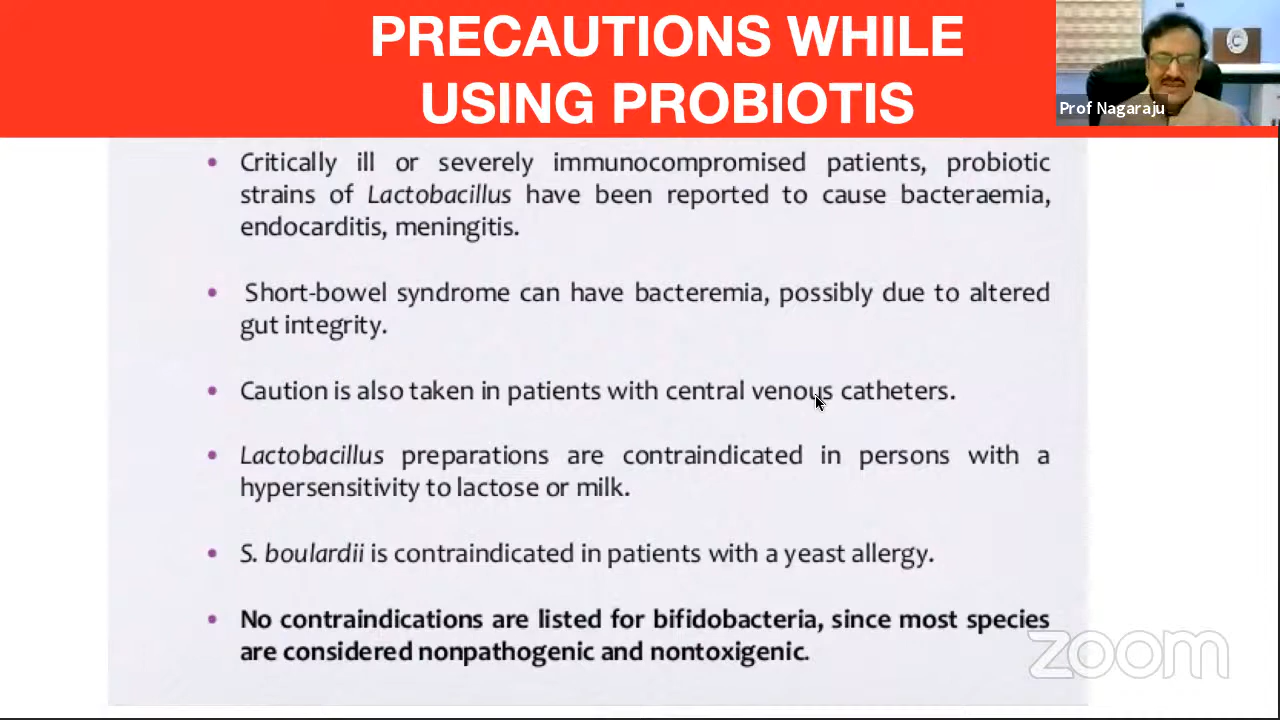 PRECAUTIONS WHILE
USING PROBIOTIS
Prof Nagaraju
• Critically ill or severely immunocompromised patients, probiotic
strains of Lactobacillus have been reported to cause bacteraemia,
endocarditis, meningitis.
• Short-bowel syndrome can have bacteremia, possibly due to altered
gut integrity.
• Caution is also taken in patients with central venous catheters.
• Lactobacillus preparations are contraindicated in persons with a
hypersensitivity to lactose or milk.
• S. boulardii is contraindicated in patients with a yeast allergy.
• No contraindications are listed for bifidobacteria, since most species
are considered nonpathogenic and nontoxigenic.
zoom